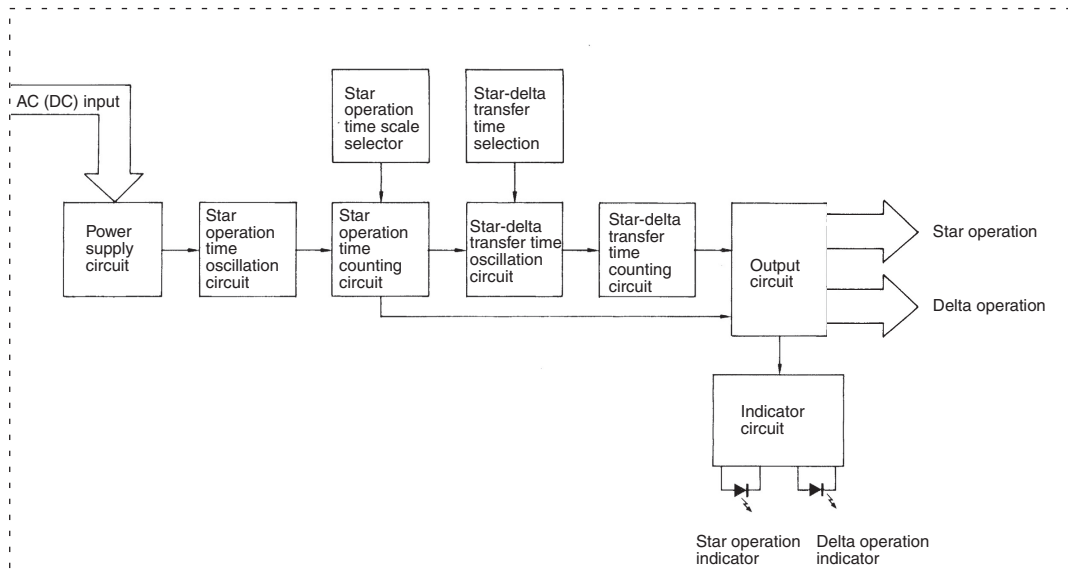 AC (DC) input
Star
operation
time scale
selector
Star-delta
transfer
time
selection
Power
supply
circuit
Star
operation
time
oscillation
circuit
Star
operation
time
counting
circuit
Star-delta
transfer time
oscillation
circuit
Star-delta
transfer
time
counting
circuit
Output
circuit
Star operation
Delta operation
Indicator
circuit
Star operation
indicator
Delta operation
indicator